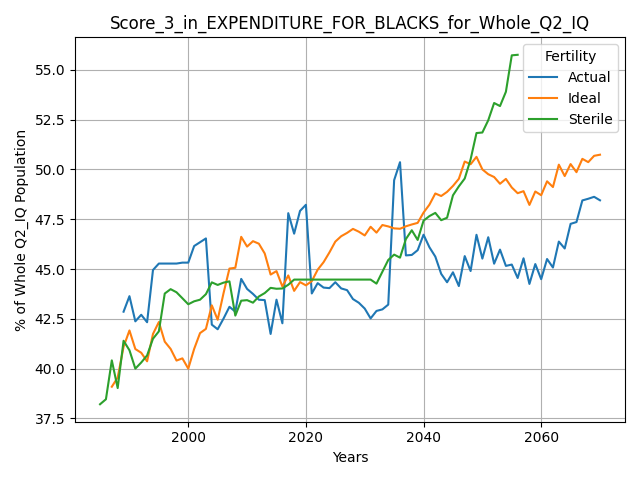 Score_3_in_EXPENDITURE_FOR_BLACKS_for_Whole_Q2_IQ
Fertility
Actual
Ideal
Sterile
% of Whole Q2_IQ Population
55.0
52.5
50.0
47.5
45.0
42.5
40.0
37.5
2000
2020
2040
2060
Years